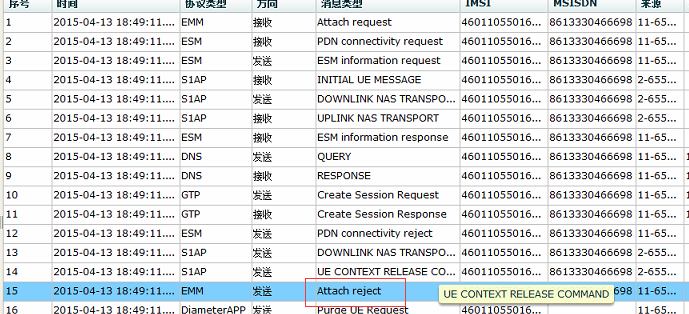 序号 时间 协议类型 方向 消息类型 IMSI MSISDN 来源
1 2015-04-13 18:49:11.... EMM 接收 Attach request 46011055016... 8613330466698 11-65...
2 2015-04-13 18:49:11.... ESM 接收 PDN connectivity request 46011055016... 8613330466698 11-65...
3 2015-04-13 18:49:11.... ESM 发送 ESM information request 46011055016... 8613330466698 11-65...
4 2015-04-13 18:49:11.... S1AP 接收 INITIAL UE MESSAGE 46011055016... 8613330466698 2-655...
5 2015-04-13 18:49:11.... S1AP 发送 DOWNLINK NAS TRANSPO... 46011055016... 8613330466698 2-655...
6 2015-04-13 18:49:11.... S1AP 接收 UPLINK NAS TRANSPORT 46011055016... 8613330466698 2-655...
7 2015-04-13 18:49:11.... ESM 接收 ESM information response 46011055016... 8613330466698 11-65...
8 2015-04-13 18:49:11.... DNS 发送 QUERY 46011055016... 8613330466698 11-65...
9 2015-04-13 18:49:11.... DNS 接收 RESPONSE 46011055016... 8613330466698 11-65...
10 2015-04-13 18:49:11.... GTP 发送 Create Session Request 46011055016... 8613330466698 11-65...
11 2015-04-13 18:49:11.... GTP 接收 Create Session Response 46011055016... 8613330466698 11-65...
12 2015-04-13 18:49:11.... ESM 发送 PDN connectivity reject 46011055016... 8613330466698 11-65...
13 2015-04-13 18:49:11.... S1AP 发送 DOWNLINK NAS TRANSPO... 46011055016... 8613330466698 2-655...
14 2015-04-13 18:49:11.... S1AP 发送 UE CONTEXT RELEASE CO... 46011055016... 8613330466698 2-655...
15 2015-04-13 18:49:11.... EMM 发送 Attach reject 11-65...
UE CONTEXT RELEASE COMMAND
16 2015-04-13 18:49:11.... DiameterAPP 发送 Purge UE Request 46011055016... 8613330466698 11-65...